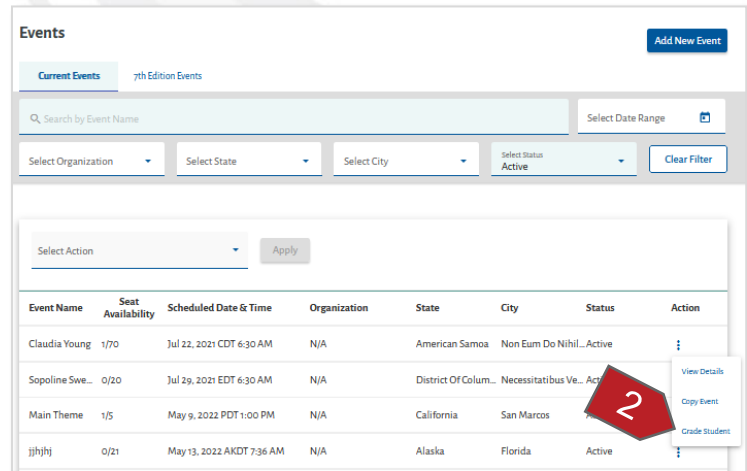 Events
Add New Event
Current Events 7th Edition Events
Search by Event Name
Select Date Range
Select Organization Select State Select City Select Status Active Clear Filter
Select Action Apply
Event Name Seat Availability Scheduled Date & Time Organization State City Status Action
Claudia Young 1/70 Jul 22, 2021 CDT 6:30 AM N/A American Samoa Non Eum Do Nihil... Active
View Details
Sopoline Swe... 0/20 Jul 29, 2021 EDT 6:30 AM N/A District Of Colum... Necessitatibus Ve...
Copy Event
2
Main Theme 1/5 May 9, 2022 PDT 1:00 PM N/A California San Marcos
Grade Student
jjhjhj 0/21 May 13, 2022 AKDT 7:36 AM N/A Alaska Florida Active